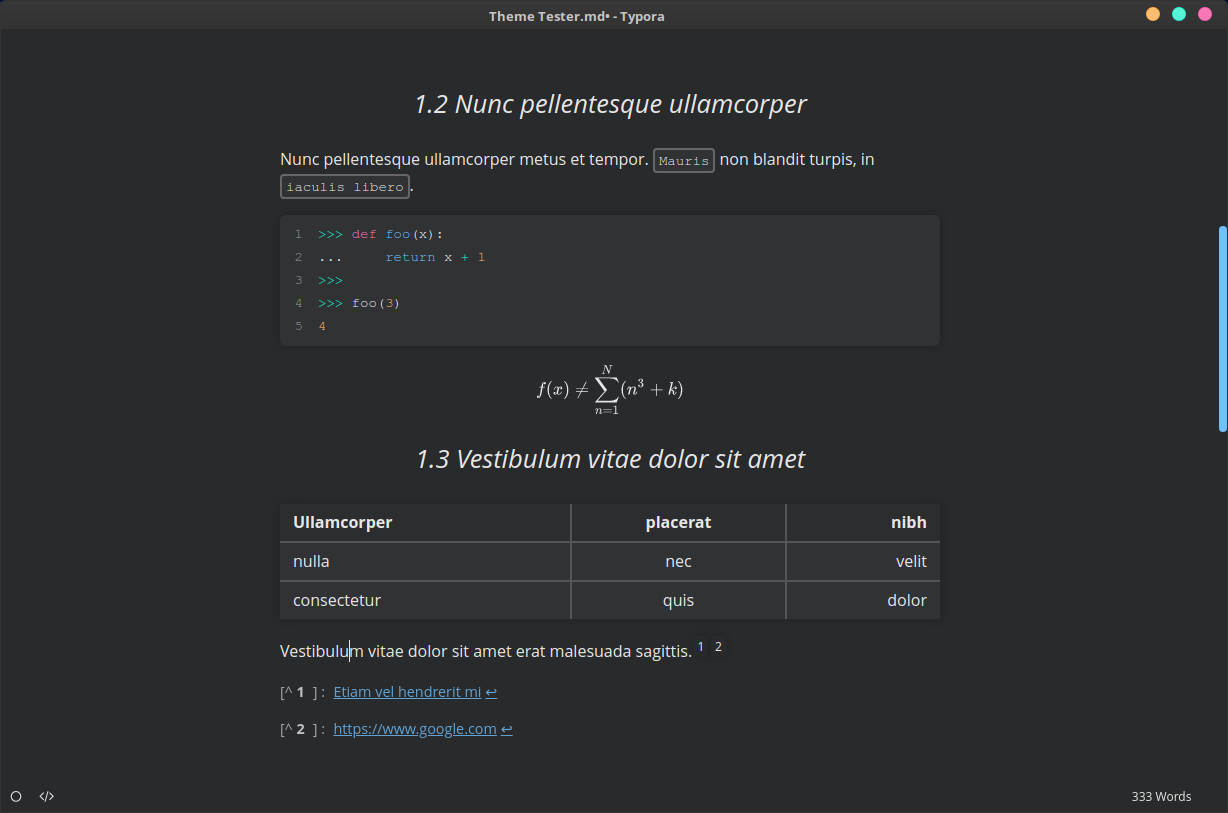 Theme Tester.md• - Typora
1.2 Nunc pellentesque ullamcorper
Nunc pellentesque ullamcorper metus et tempor. Mauris non blandit turpis, in
iaculis libero.
1 >>> def foo(x):
2 ...     return x + 1
3 >>>
4 >>> foo(3)
5 4
f(x) ≠ ∑_{n=1}^{N} (n³ + k)
1.3 Vestibulum vitae dolor sit amet
Ullamcorper placerat nibh
nulla nec velit
consectetur quis dolor
Vestibulum vitae dolor sit amet erat malesuada sagittis. 1 2
[^ 1 ] : Etiam vel hendrerit mi ↩
[^ 2 ] : https://www.google.com ↩
</> 333 Words